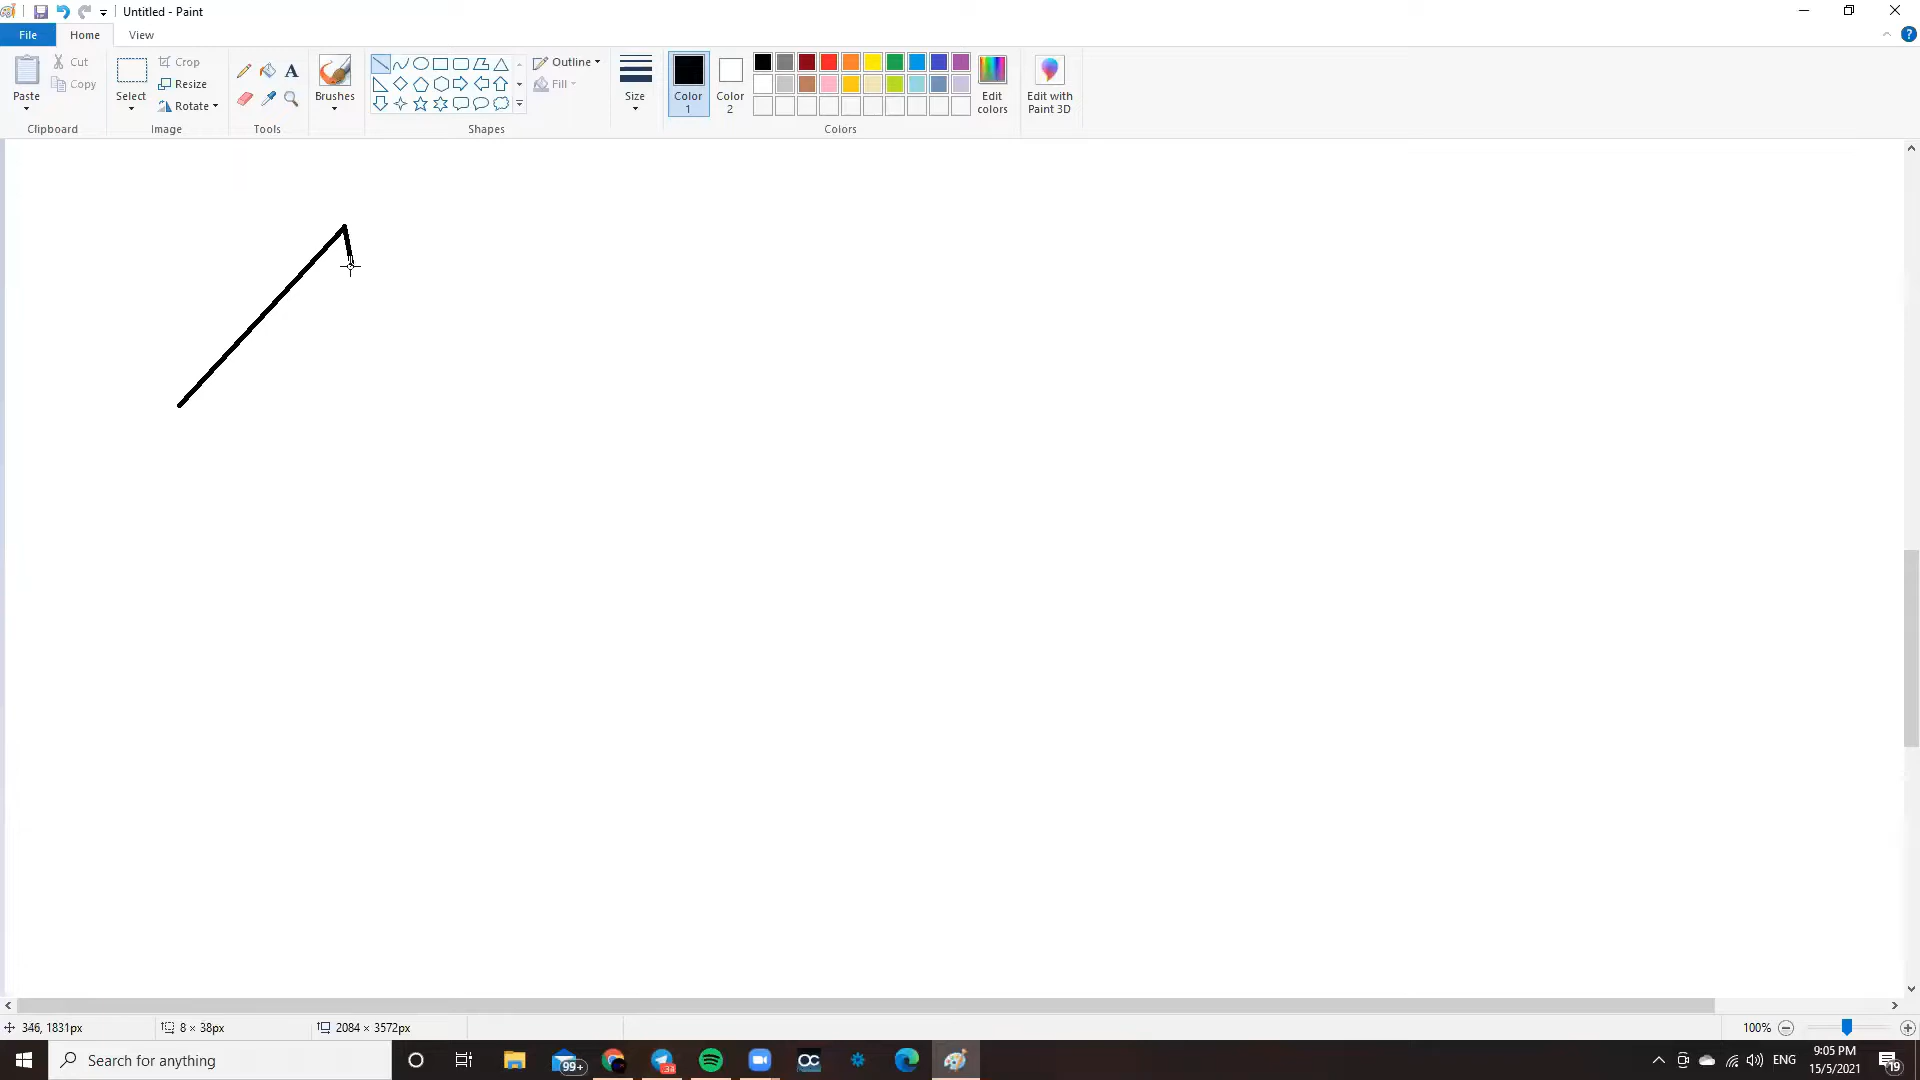 Untitled - Paint
File Home View
Paste
Cut
Copy
Clipboard
Select
Crop
Resize
Rotate
Image
Tools
Brushes
Shapes
Outline
Fill
Size
Color 1
Color 2
Edit colors
Colors
Edit with Paint 3D
346, 1831px
8 × 38px
2084 × 3572px
100%
Search for anything
99+
OC
ENG
9:05 PM
15/5/2021
19